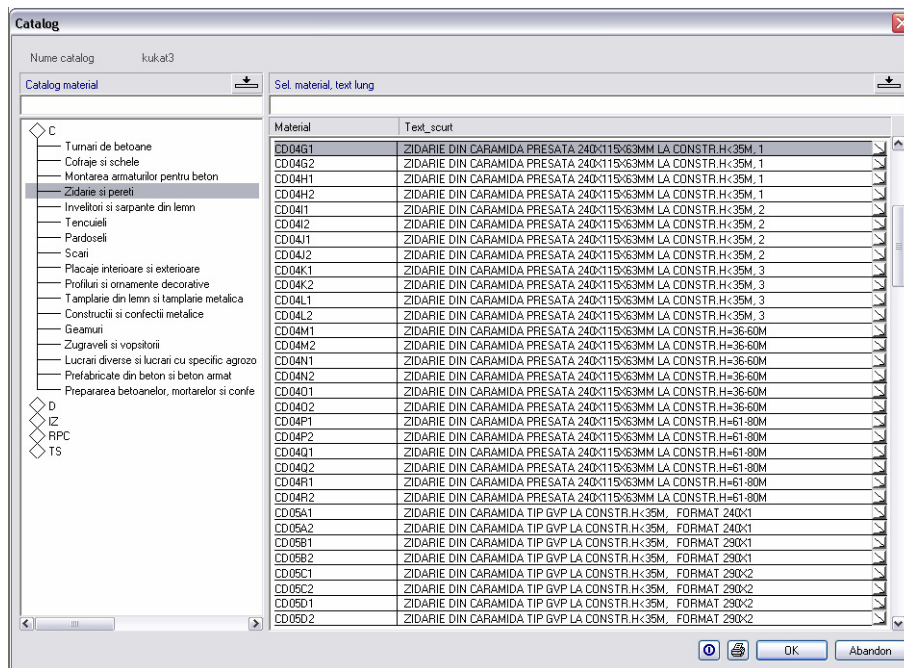 Catalog
Nume catalog kukat3
Catalog material
Sel. material, text lung
C
Turnari de betoane
Cofraje si schele
Montarea armaturilor pentru beton
Zidarie si pereti
Invelitori si sarpante din lemn
Tencuieli
Pardoseli
Scari
Placaje interioare si exterioare
Profiluri si ornamente decorative
Tamplarie din lemn si tamplarie metalica
Constructii si confectii metalice
Geamuri
Zugraveli si vopsitorii
Lucrari diverse si lucrari cu specific agrozo
Prefabricate din beton si beton armat
Prepararea betoanelor, mortarelor si confe
D
IZ
RPC
TS
Material Text_scurt
CD04G1 ZIDARIE DIN CARAMIDA PRESATA 240X115X63MM LA CONSTR.H<35M, 1
CD04G2 ZIDARIE DIN CARAMIDA PRESATA 240X115X63MM LA CONSTR.H<35M, 1
CD04H1 ZIDARIE DIN CARAMIDA PRESATA 240X115X63MM LA CONSTR.H<35M, 1
CD04H2 ZIDARIE DIN CARAMIDA PRESATA 240X115X63MM LA CONSTR.H<35M, 1
CD04I1 ZIDARIE DIN CARAMIDA PRESATA 240X115X63MM LA CONSTR.H<35M, 2
CD04I2 ZIDARIE DIN CARAMIDA PRESATA 240X115X63MM LA CONSTR.H<35M, 2
CD04J1 ZIDARIE DIN CARAMIDA PRESATA 240X115X63MM LA CONSTR.H<35M, 2
CD04J2 ZIDARIE DIN CARAMIDA PRESATA 240X115X63MM LA CONSTR.H<35M, 2
CD04K1 ZIDARIE DIN CARAMIDA PRESATA 240X115X63MM LA CONSTR.H<35M, 3
CD04K2 ZIDARIE DIN CARAMIDA PRESATA 240X115X63MM LA CONSTR.H<35M, 3
CD04L1 ZIDARIE DIN CARAMIDA PRESATA 240X115X63MM LA CONSTR.H<35M, 3
CD04L2 ZIDARIE DIN CARAMIDA PRESATA 240X115X63MM LA CONSTR.H<35M, 3
CD04M1 ZIDARIE DIN CARAMIDA PRESATA 240X115X63MM LA CONSTR.H=36-60M
CD04M2 ZIDARIE DIN CARAMIDA PRESATA 240X115X63MM LA CONSTR.H=36-60M
CD04N1 ZIDARIE DIN CARAMIDA PRESATA 240X115X63MM LA CONSTR.H=36-60M
CD04N2 ZIDARIE DIN CARAMIDA PRESATA 240X115X63MM LA CONSTR.H=36-60M
CD04O1 ZIDARIE DIN CARAMIDA PRESATA 240X115X63MM LA CONSTR.H=36-60M
CD04O2 ZIDARIE DIN CARAMIDA PRESATA 240X115X63MM LA CONSTR.H=36-60M
CD04P1 ZIDARIE DIN CARAMIDA PRESATA 240X115X63MM LA CONSTR.H=61-80M
CD04P2 ZIDARIE DIN CARAMIDA PRESATA 240X115X63MM LA CONSTR.H=61-80M
CD04Q1 ZIDARIE DIN CARAMIDA PRESATA 240X115X63MM LA CONSTR.H=61-80M
CD04Q2 ZIDARIE DIN CARAMIDA PRESATA 240X115X63MM LA CONSTR.H=61-80M
CD04R1 ZIDARIE DIN CARAMIDA PRESATA 240X115X63MM LA CONSTR.H=61-80M
CD04R2 ZIDARIE DIN CARAMIDA PRESATA 240X115X63MM LA CONSTR.H=61-80M
CD05A1 ZIDARIE DIN CARAMIDA TIP GVP LA CONSTR.H<35M, FORMAT 240X1
CD05A2 ZIDARIE DIN CARAMIDA TIP GVP LA CONSTR.H<35M, FORMAT 240X1
CD05B1 ZIDARIE DIN CARAMIDA TIP GVP LA CONSTR.H<35M, FORMAT 290X1
CD05B2 ZIDARIE DIN CARAMIDA TIP GVP LA CONSTR.H<35M, FORMAT 290X1
CD05C1 ZIDARIE DIN CARAMIDA TIP GVP LA CONSTR.H<35M, FORMAT 290X2
CD05C2 ZIDARIE DIN CARAMIDA TIP GVP LA CONSTR.H<35M, FORMAT 290X2
CD05D1 ZIDARIE DIN CARAMIDA TIP GVP LA CONSTR.H<35M, FORMAT 290X2
CD05D2 ZIDARIE DIN CARAMIDA TIP GVP LA CONSTR.H<35M, FORMAT 290X2
OK Abandon